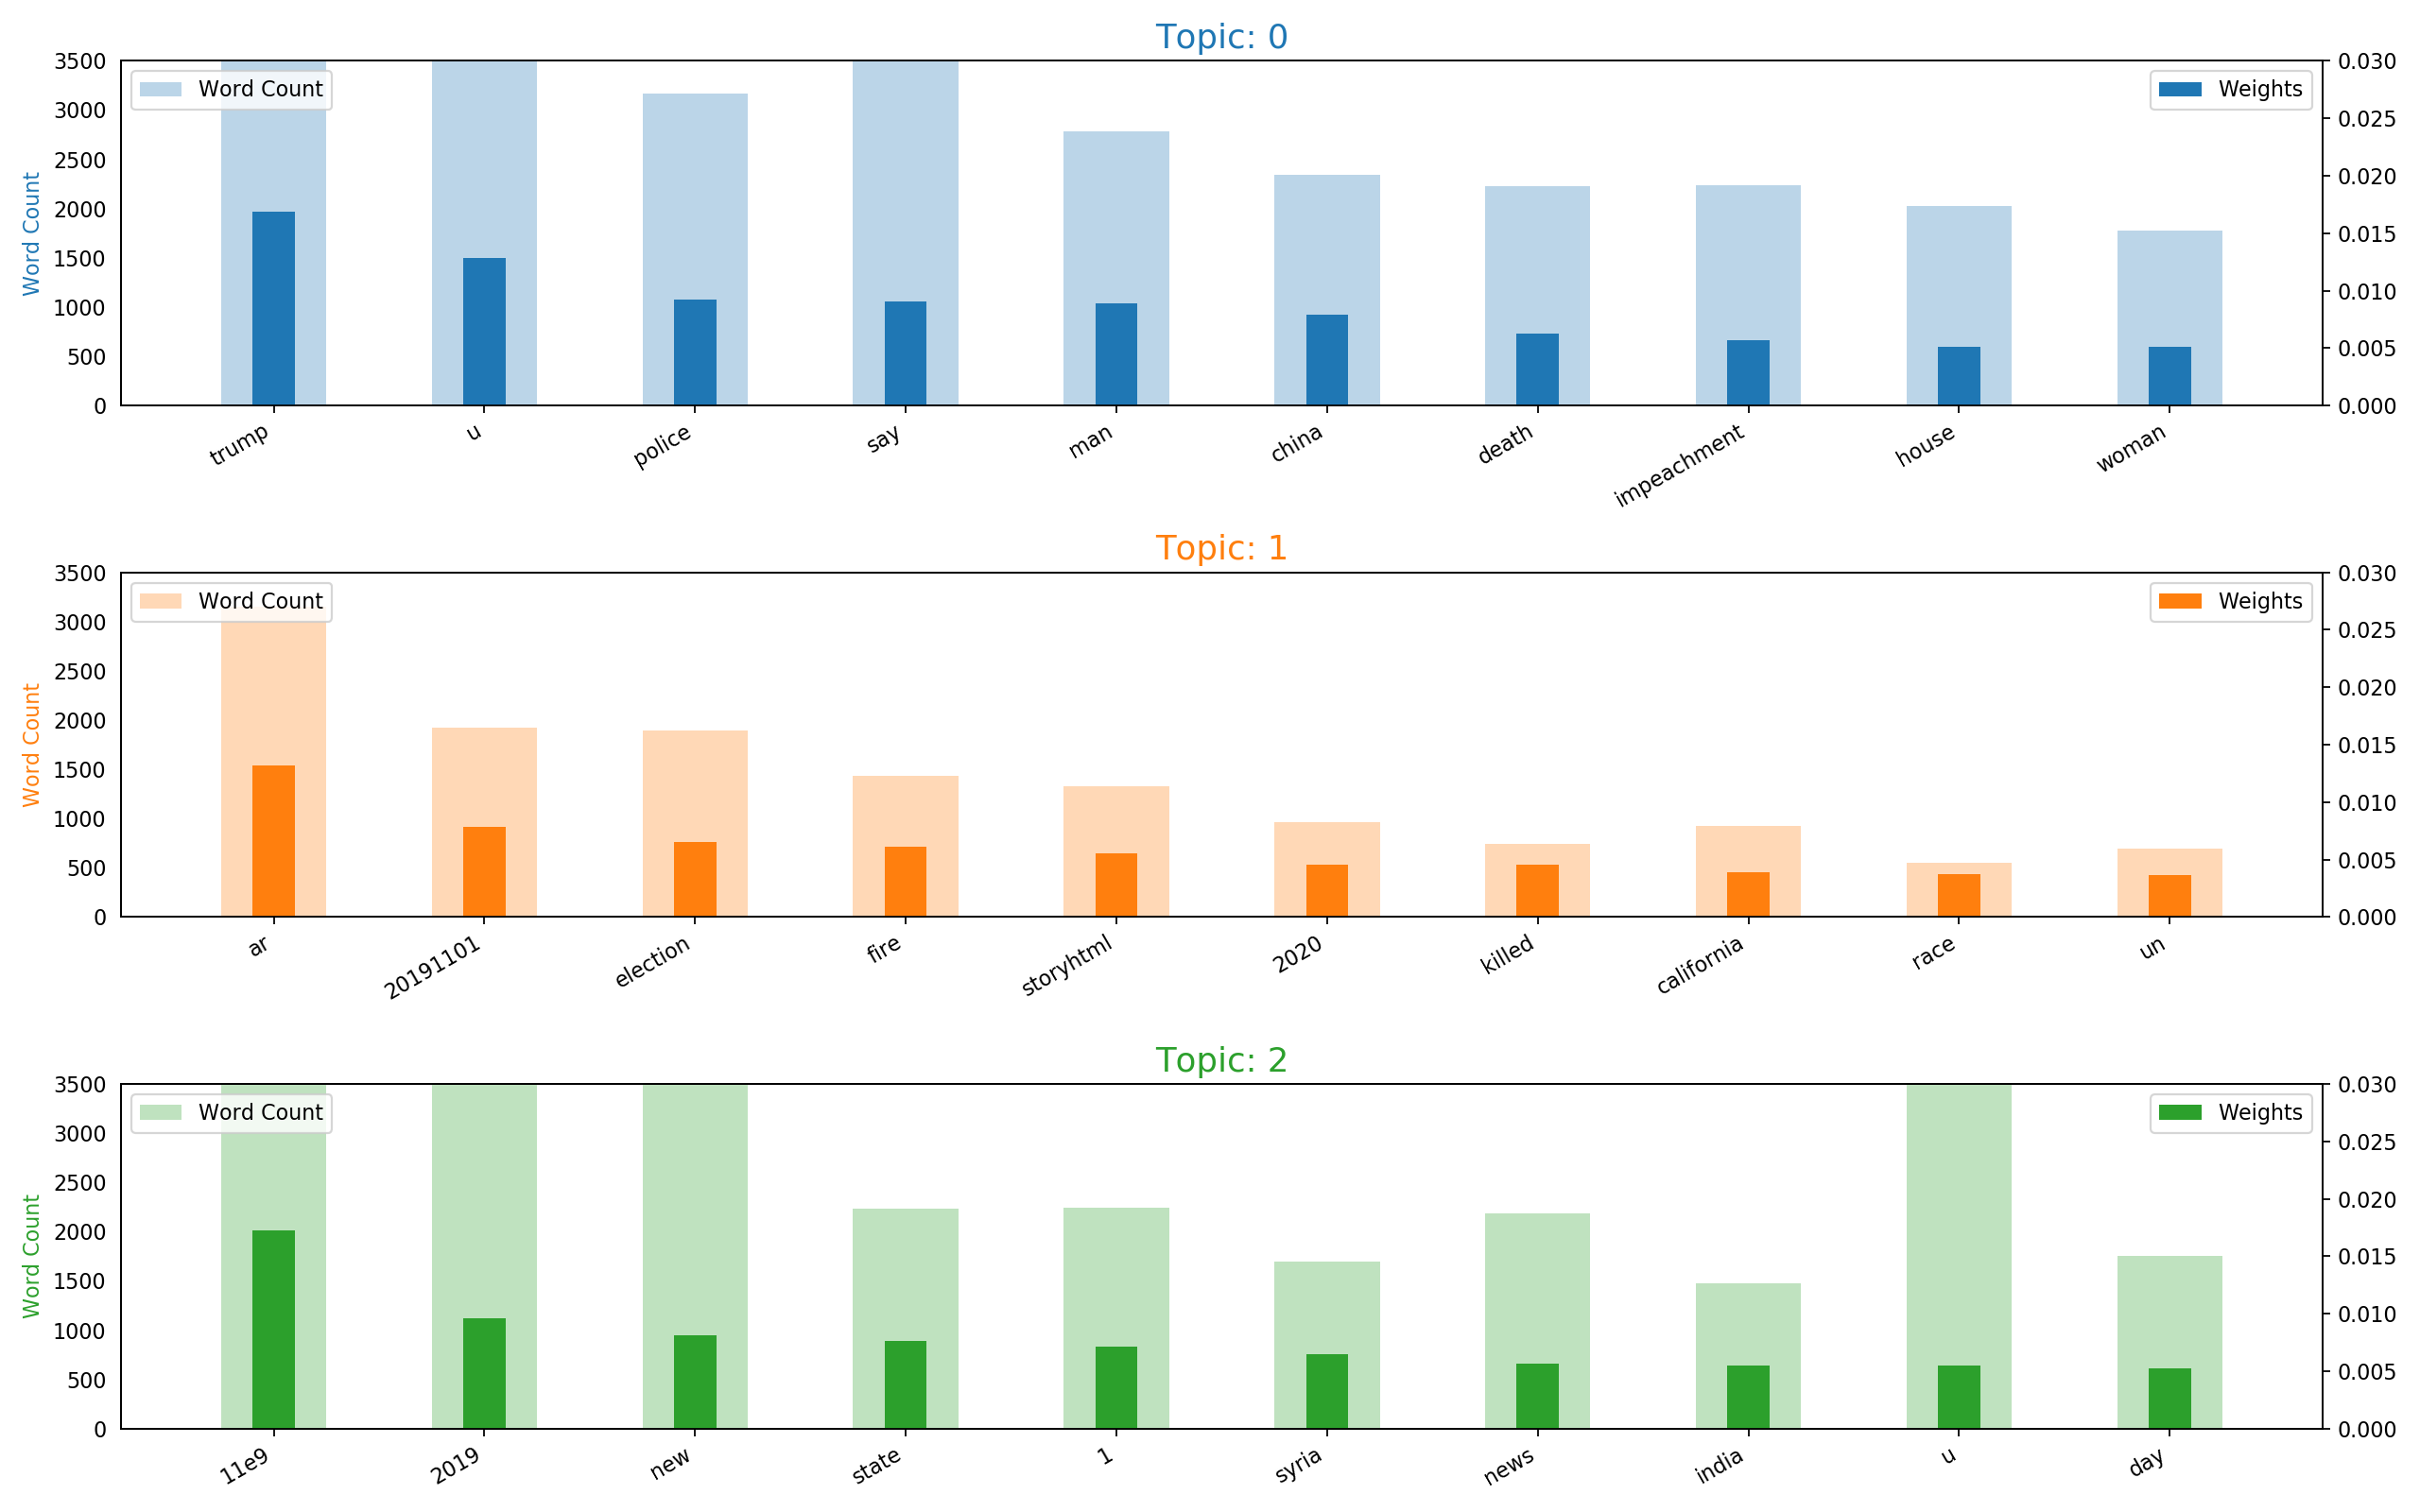 Topic: 0
3500
3000
2500
2000
1500
1000
500
0
Word Count
Word Count
Weights
0.030
0.025
0.020
0.015
0.010
0.005
0.000
trump
u
police
say
man
china
death
impeachment
house
woman
Topic: 1
3500
3000
2500
2000
1500
1000
500
0
Word Count
Word Count
Weights
0.030
0.025
0.020
0.015
0.010
0.005
0.000
ar
20191101
election
fire
storyhtml
2020
killed
california
race
un
Topic: 2
3500
3000
2500
2000
1500
1000
500
0
Word Count
Word Count
Weights
0.030
0.025
0.020
0.015
0.010
0.005
0.000
11e9
2019
new
state
1
syria
news
india
u
day